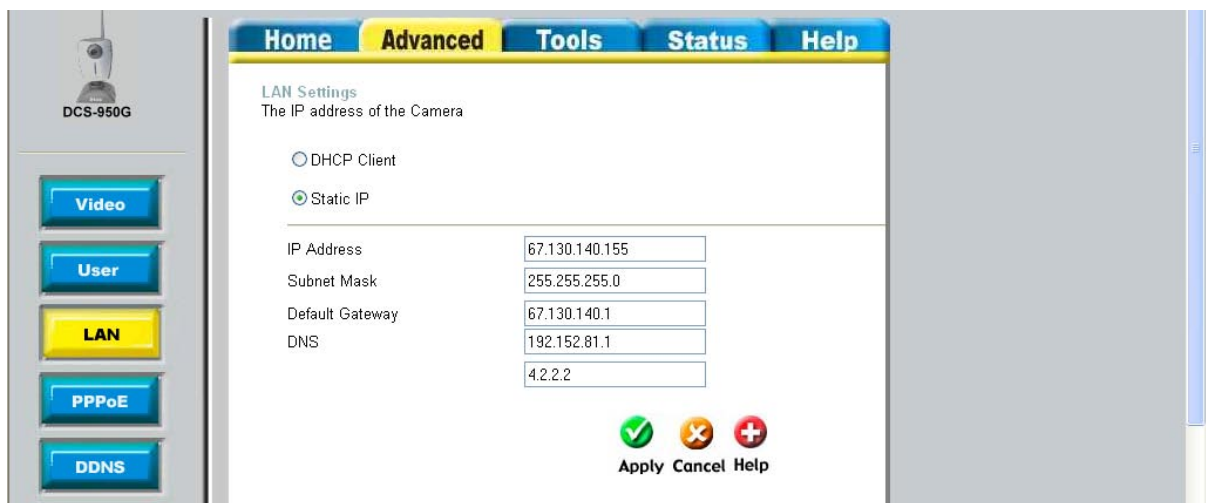 Home Advanced Tools Status Help
DCS-950G
LAN Settings
The IP address of the Camera
DHCP Client
Static IP
Video
User
LAN
PPPoE
DDNS
IP Address 67.130.140.155
Subnet Mask 255.255.255.0
Default Gateway 67.130.140.1
DNS 192.152.81.1
4.2.2.2
Apply Cancel Help